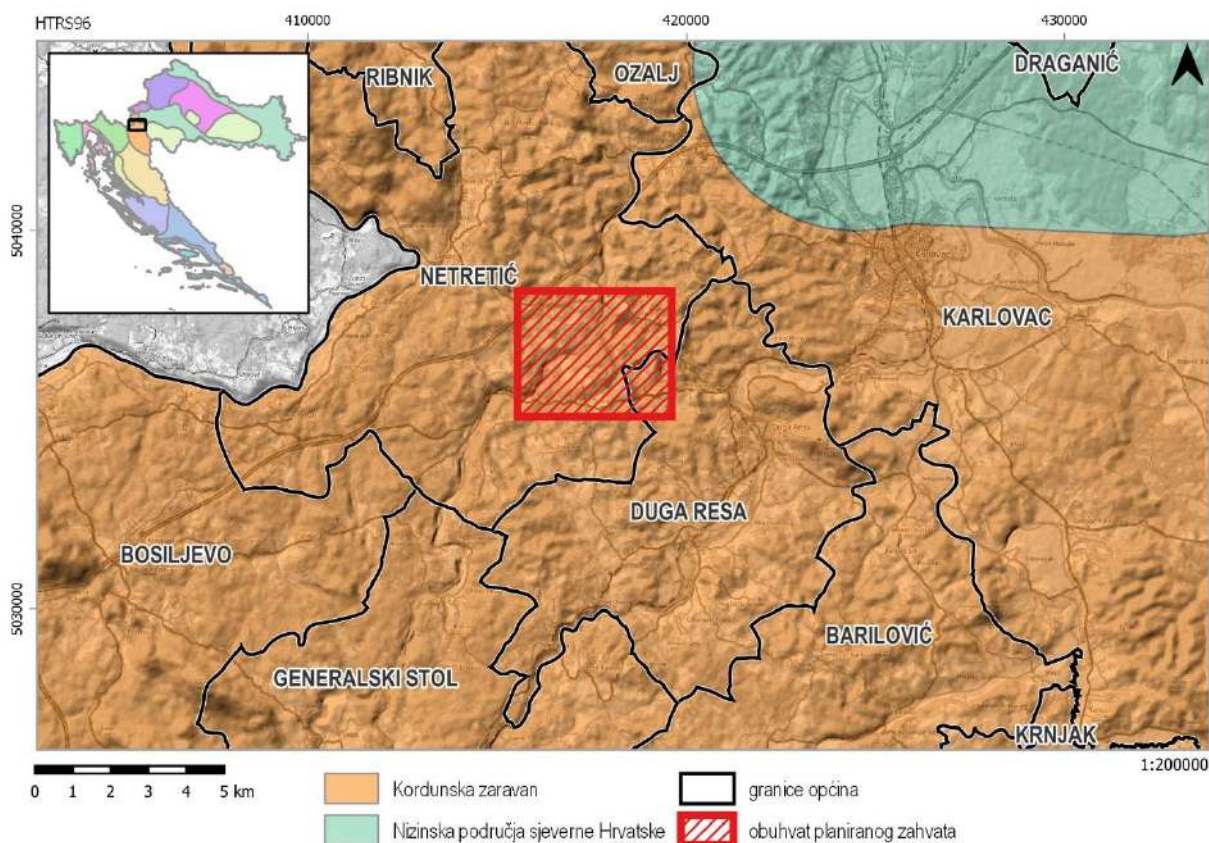 HTRS96
410000
420000
430000
RIBNIK
OZALJ
DRAGANIĆ
5040000
NETRETIĆ
KARLOVAC
DUGA RESA
BOSILJEVO
5030000
BARILOVIĆ
GENERALSKI STOL
KRNJAK
0 1 2 3 4 5 km
1:200000
Kordunska zaravan
granice općina
Nizinska područja sjeverne Hrvatske
obuhvat planiranog zahvata